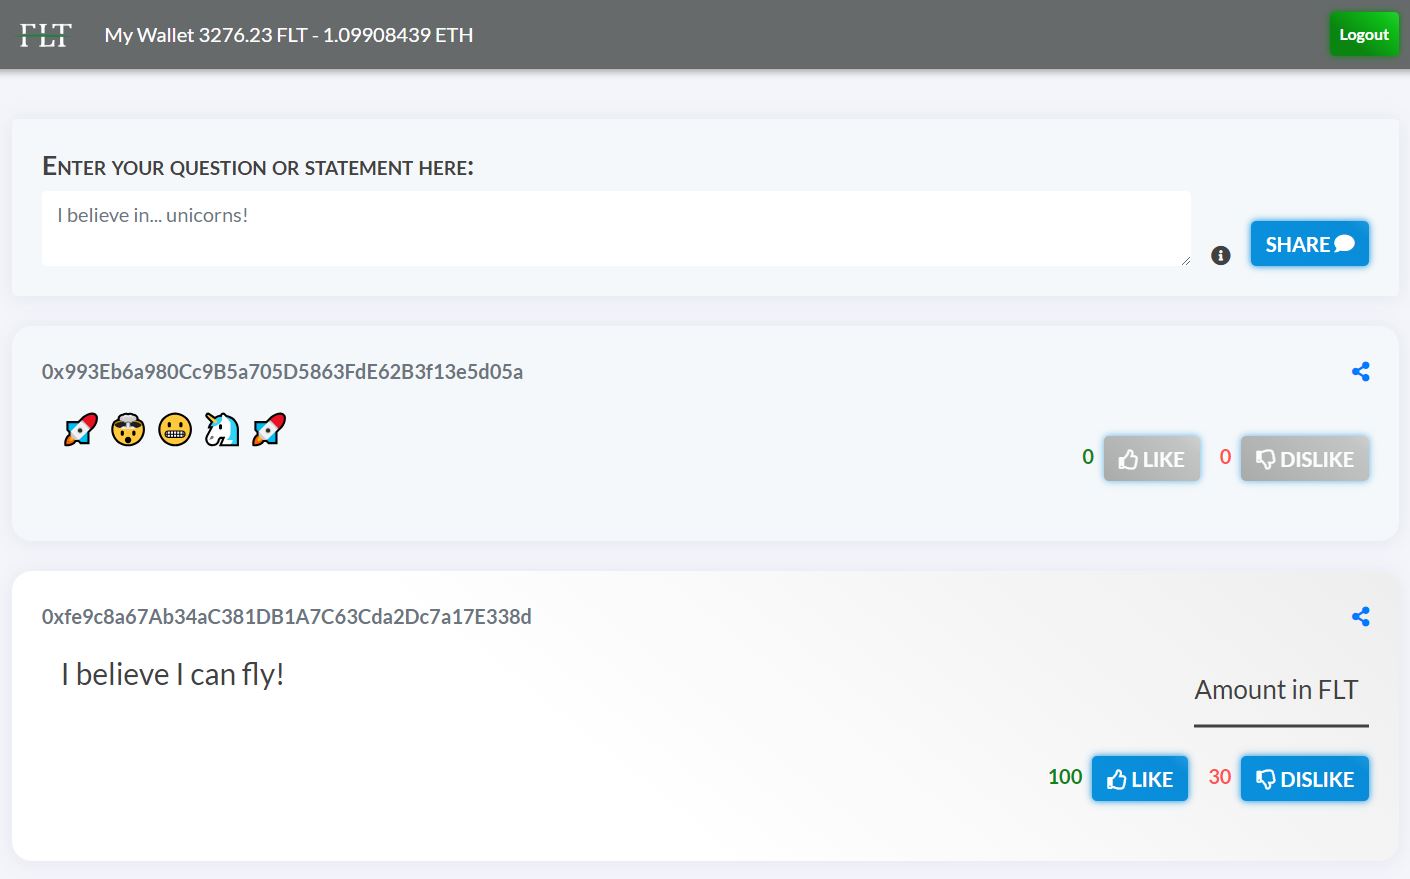 FLT
My Wallet 3276.23 FLT - 1.09908439 ETH
Logout
Enter your question or statement here:
I believe in... unicorns!
SHARE
0x993Eb6a980Cc9B5a705D5863FdE62B3f13e5d05a
0 LIKE 0 DISLIKE
0xfe9c8a67Ab34aC381DB1A7C63Cda2Dc7a17E338d
I believe I can fly!
Amount in FLT
100 LIKE 30 DISLIKE